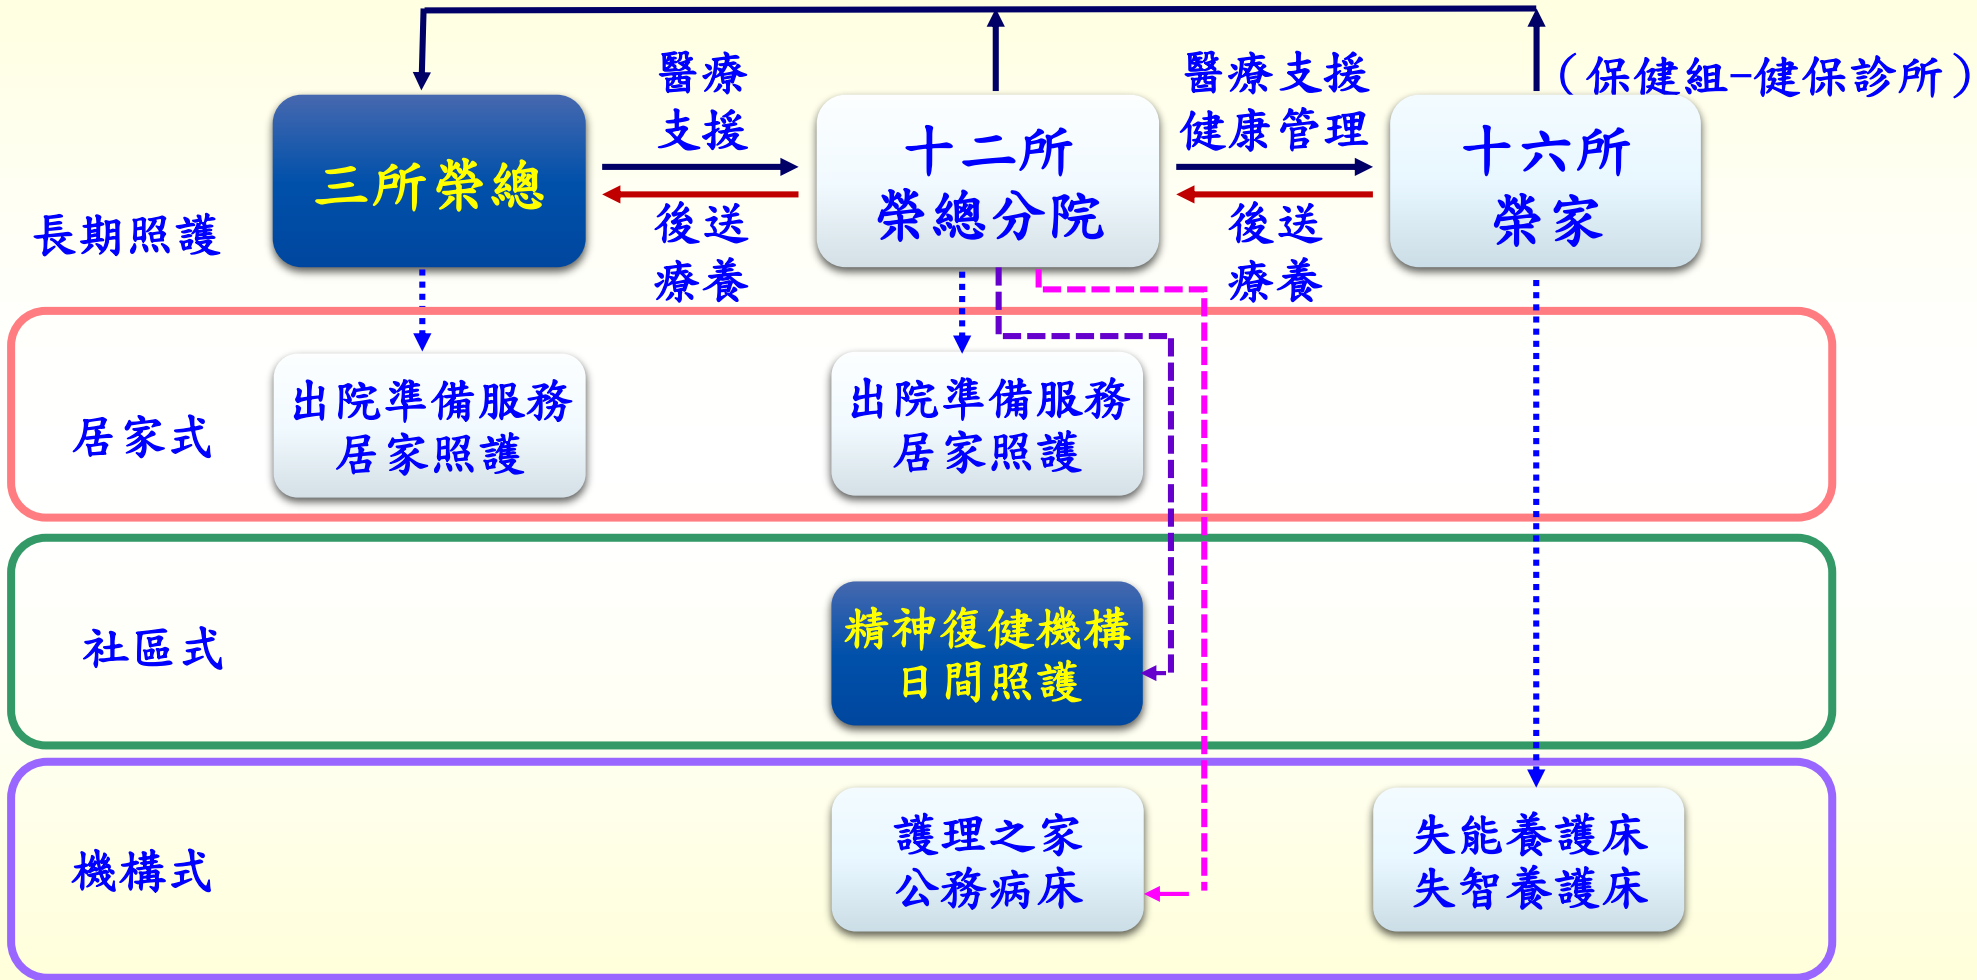 醫療
支援
醫療支援
健康管理
（保健組-健保診所）
三所榮總
十二所
榮總分院
十六所
榮家
長期照護
後送
療養
後送
療養
居家式
出院準備服務
居家照護
出院準備服務
居家照護
社區式
精神復健機構
日間照護
機構式
護理之家
公務病床
失能養護床
失智養護床